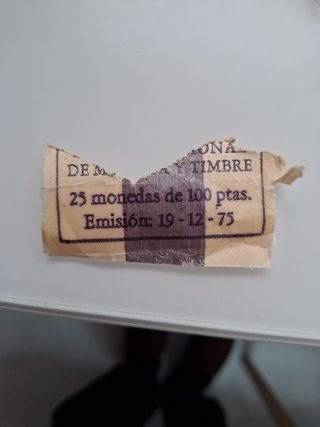 DE M Y TIMBRE
25 monedas de 100 ptas.
Emisión: 19 - 12 - 75